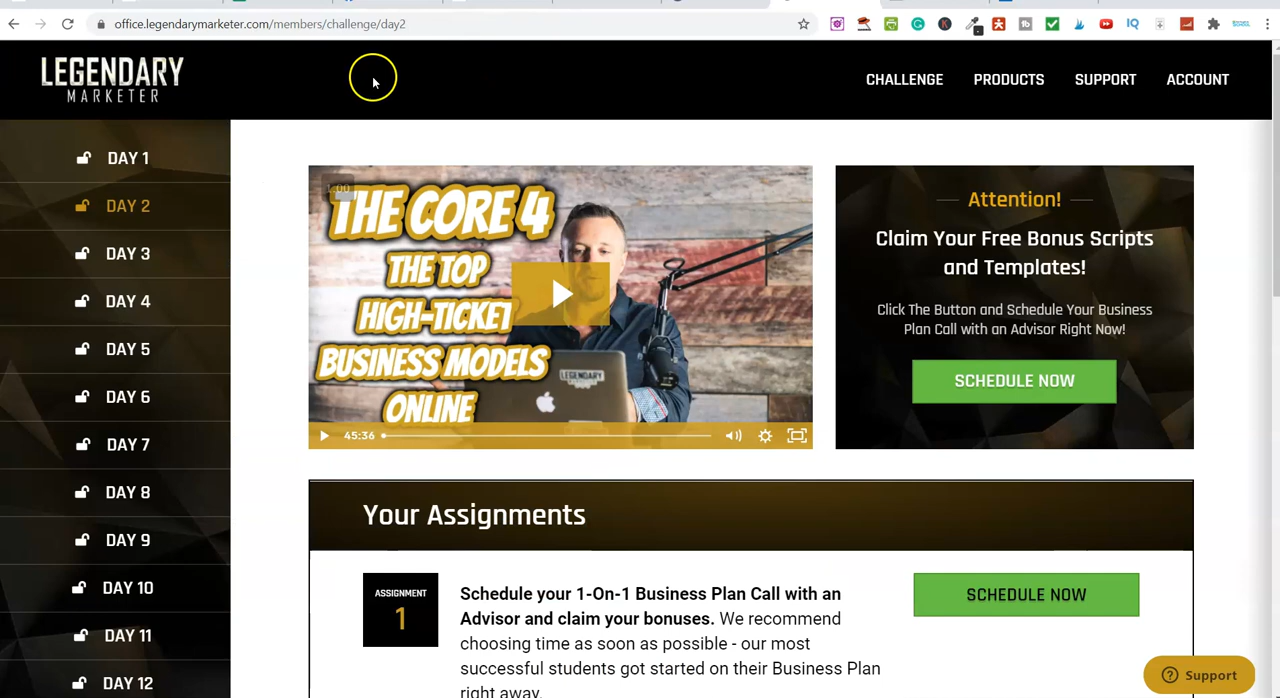 office.legendarymarketer.com/members/challenge/day2
LEGENDARY
MARKETER
CHALLENGE
PRODUCTS
SUPPORT
ACCOUNT
DAY 1
DAY 2
DAY 3
DAY 4
DAY 5
DAY 6
DAY 7
DAY 8
DAY 9
DAY 10
DAY 11
DAY 12
1:00
THE CORE 4
THE TOP
HIGH-TICKET
BUSINESS MODELS
ONLINE
LEGENDARY
45:36
Attention!
Claim Your Free Bonus Scripts
and Templates!
Click The Button and Schedule Your Business
Plan Call with an Advisor Right Now!
SCHEDULE NOW
Your Assignments
ASSIGNMENT
1
Schedule your 1-On-1 Business Plan Call with an
Advisor and claim your bonuses. We recommend
choosing time as soon as possible - our most
successful students got started on their Business Plan
right away.
SCHEDULE NOW
Support